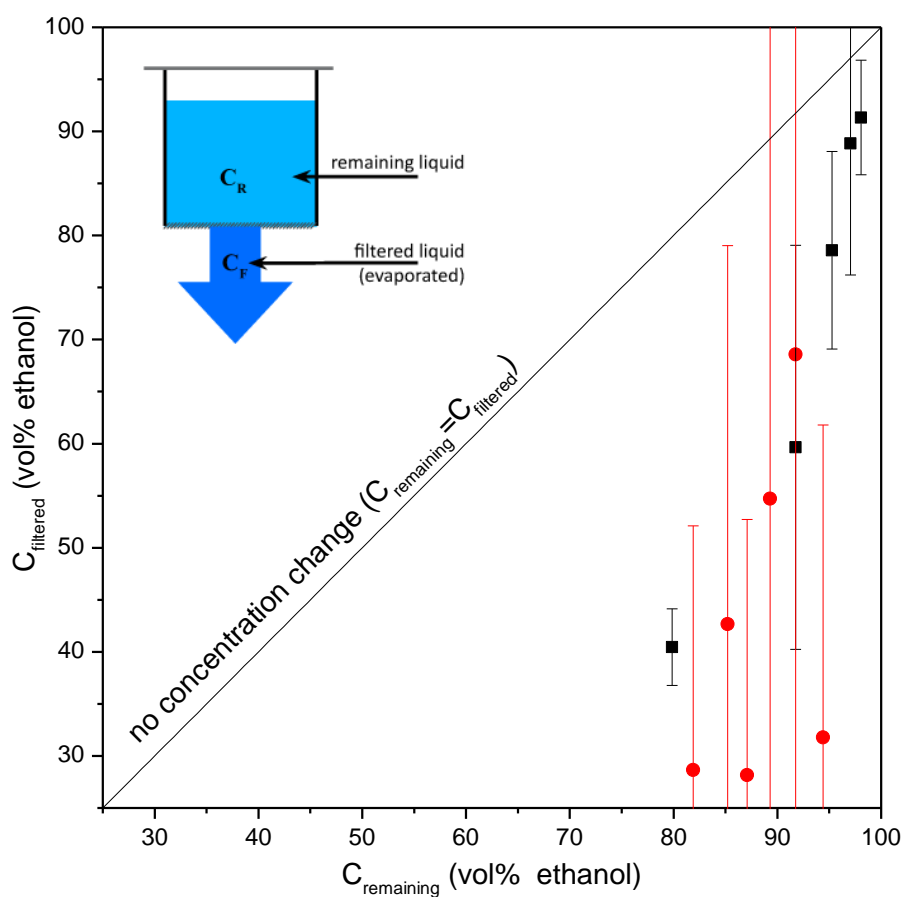 100
90
80
70
60
50
40
30
C_filtered (vol% ethanol)
C_R
remaining liquid
C_F
filtered liquid
(evaporated)
no concentration change (C_remaining=C_filtered)
30 40 50 60 70 80 90 100
C_remaining (vol% ethanol)